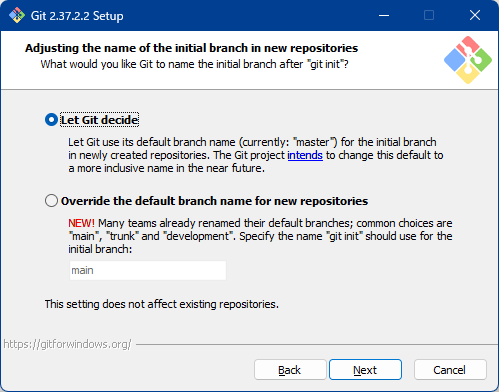 Git 2.37.2.2 Setup
Adjusting the name of the initial branch in new repositories
What would you like Git to name the initial branch after "git init"?
Let Git decide
Let Git use its default branch name (currently: "master") for the initial branch
in newly created repositories. The Git project intends to change this default to
a more inclusive name in the near future.
Override the default branch name for new repositories
NEW! Many teams already renamed their default branches; common choices are
"main", "trunk" and "development". Specify the name "git init" should use for the
initial branch:
main
This setting does not affect existing repositories.
https://gitforwindows.org/
Back
Next
Cancel